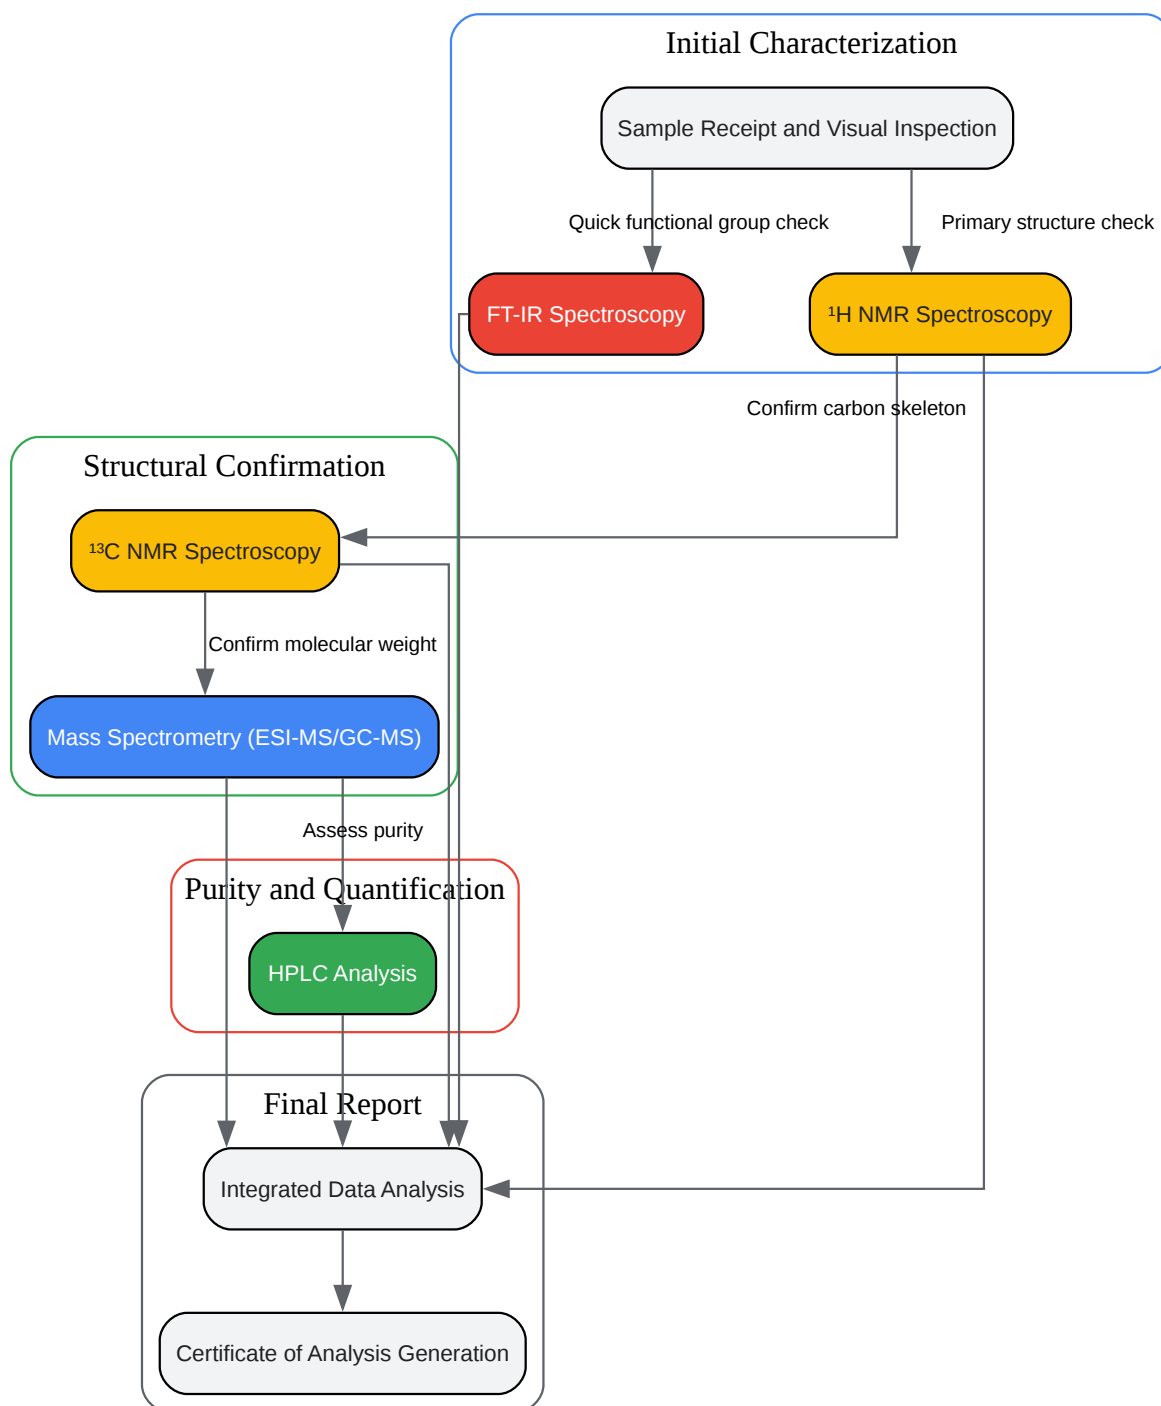 Initial Characterization
Sample Receipt and Visual Inspection
Quick functional group check
Primary structure check
FT-IR Spectroscopy
¹H NMR Spectroscopy
Confirm carbon skeleton
Structural Confirmation
¹³C NMR Spectroscopy
Confirm molecular weight
Mass Spectrometry (ESI-MS/GC-MS)
Assess purity
Purity and Quantification
HPLC Analysis
Final Report
Integrated Data Analysis
Certificate of Analysis Generation